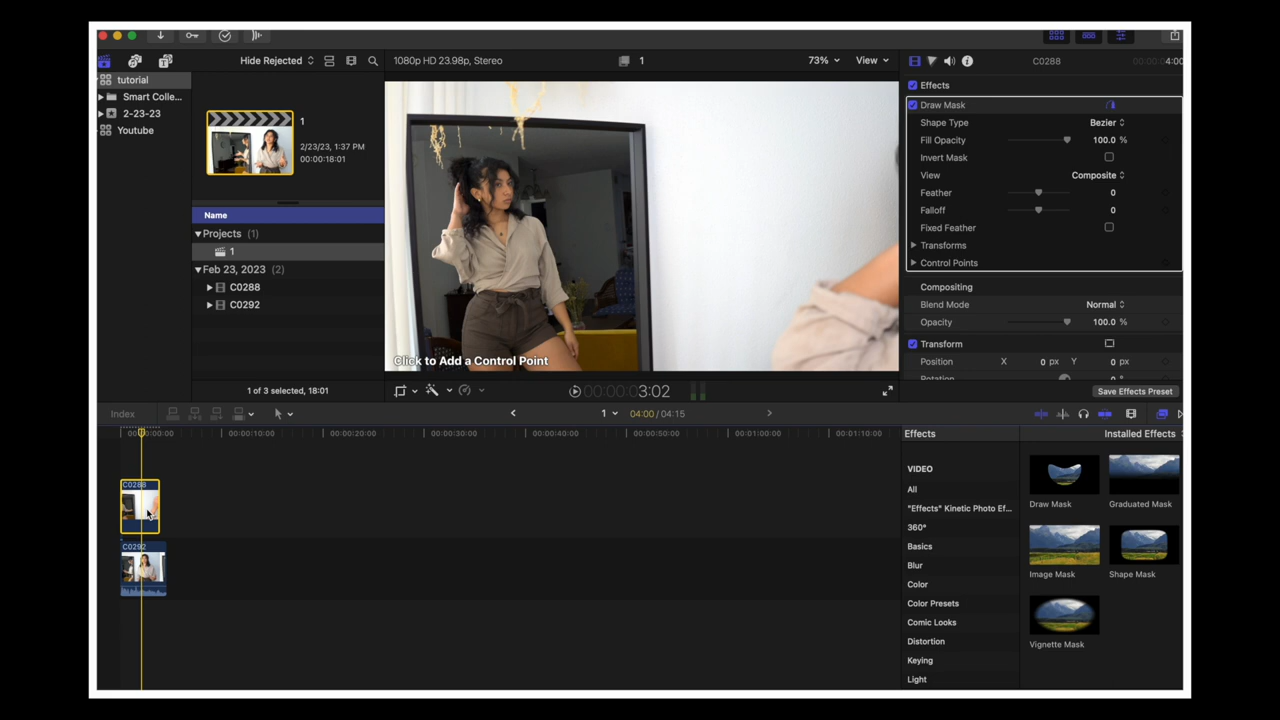 Hide Rejected
1080p HD 23.98p, Stereo
1
73%
View
C0288
4:00
tutorial
Smart Colle...
2-23-23
Youtube
1
2/23/23, 1:37 PM
00:00:18:01
Name
Projects (1)
1
Feb 23, 2023 (2)
C0288
C0292
1 of 3 selected, 18:01
Click to Add a Control Point
00:00:00:03:02
Effects
Draw Mask
Shape Type Bezier
Fill Opacity 100.0 %
Invert Mask
View Composite
Feather 0
Falloff 0
Fixed Feather
Transforms
Control Points
Compositing
Blend Mode Normal
Opacity 100.0 %
Transform
Position X 0 px Y 0 px
Rotation
Save Effects Preset
Index
1
04:00 / 04:15
00:00:00:00
00:00:10:00
00:00:20:00
00:00:30:00
00:00:40:00
00:00:50:00
00:01:00:00
00:01:10:00
C0288
C0292
Effects
Installed Effects
VIDEO
All
"Effects" Kinetic Photo Ef...
360°
Basics
Blur
Color
Color Presets
Comic Looks
Distortion
Keying
Light
Draw Mask
Graduated Mask
Image Mask
Shape Mask
Vignette Mask